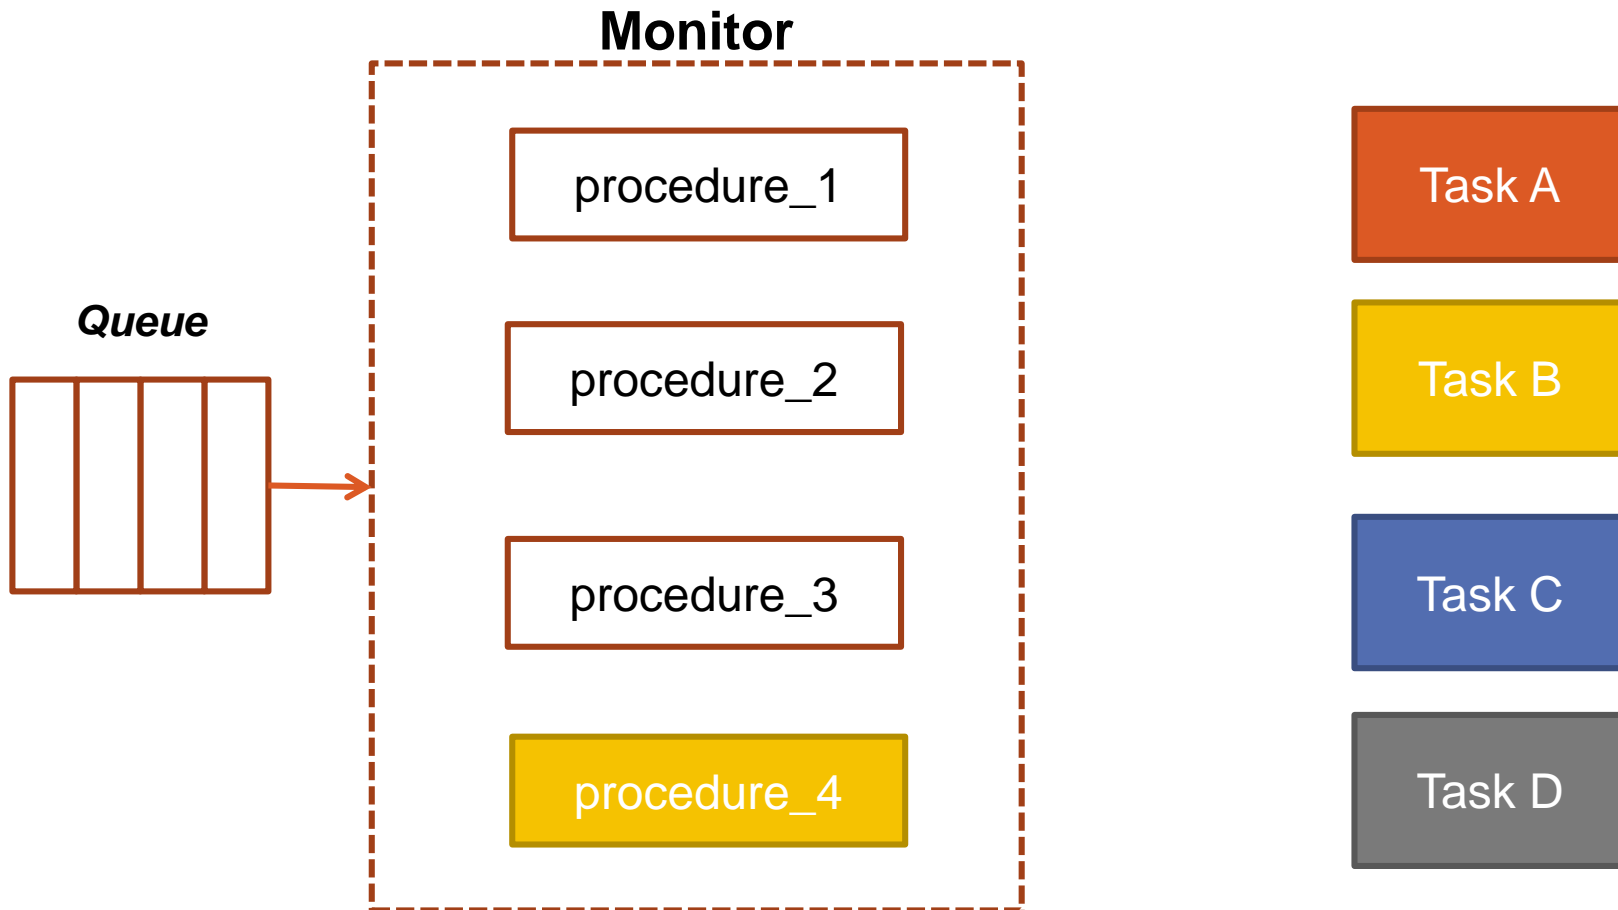 Monitor
procedure_1
Task A
Queue
procedure_2
Task B
procedure_3
Task C
procedure_4
Task D